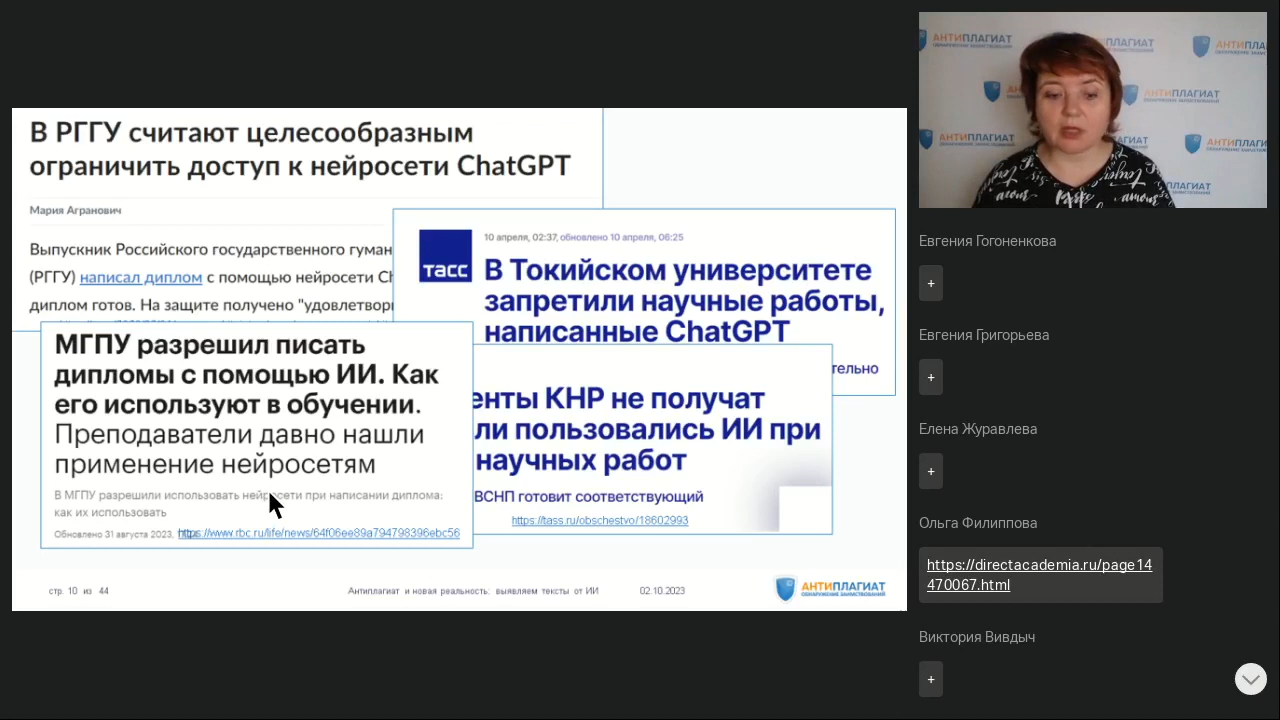 В РГГУ считают целесообразным
ограничить доступ к нейросети ChatGPT
Мария Агранович
Выпускник Российского государственного гуман
(РГГУ) написал диплом с помощью нейросети Ch
диплом готов. На защите получено "удовлетвори
тасс
10 апреля, 02:37, обновлено 10 апреля, 06:25
В Токийском университете
запретили научные работы,
написанные ChatGPT
тельно
МГПУ разрешил писать
дипломы с помощью ИИ. Как
его используют в обучении.
Преподаватели давно нашли
применение нейросетям
В МГПУ разрешили использовать нейросети при написании диплома:
как их использовать
Обновлено 31 августа 2023,
https://www.rbc.ru/life/news/64f06ee89a794798396ebc56
енты КНР не получат
ли пользовались ИИ при
научных работ
ВСНП готовит соответствующий
https://tass.ru/obschestvo/18602993
стр. 10 из 44
Антиплагиат и новая реальность: выявляем тексты от ИИ
02.10.2023
АНТИПЛАГИАТ
ОБНАРУЖЕНИЕ ЗАИМСТВОВАНИЙ
АНТИПЛАГИАТ
Евгения Гогоненкова
+
Евгения Григорьева
+
Елена Журавлева
+
Ольга Филиппова
https://directacademia.ru/page14
470067.html
Виктория Вивдыч
+